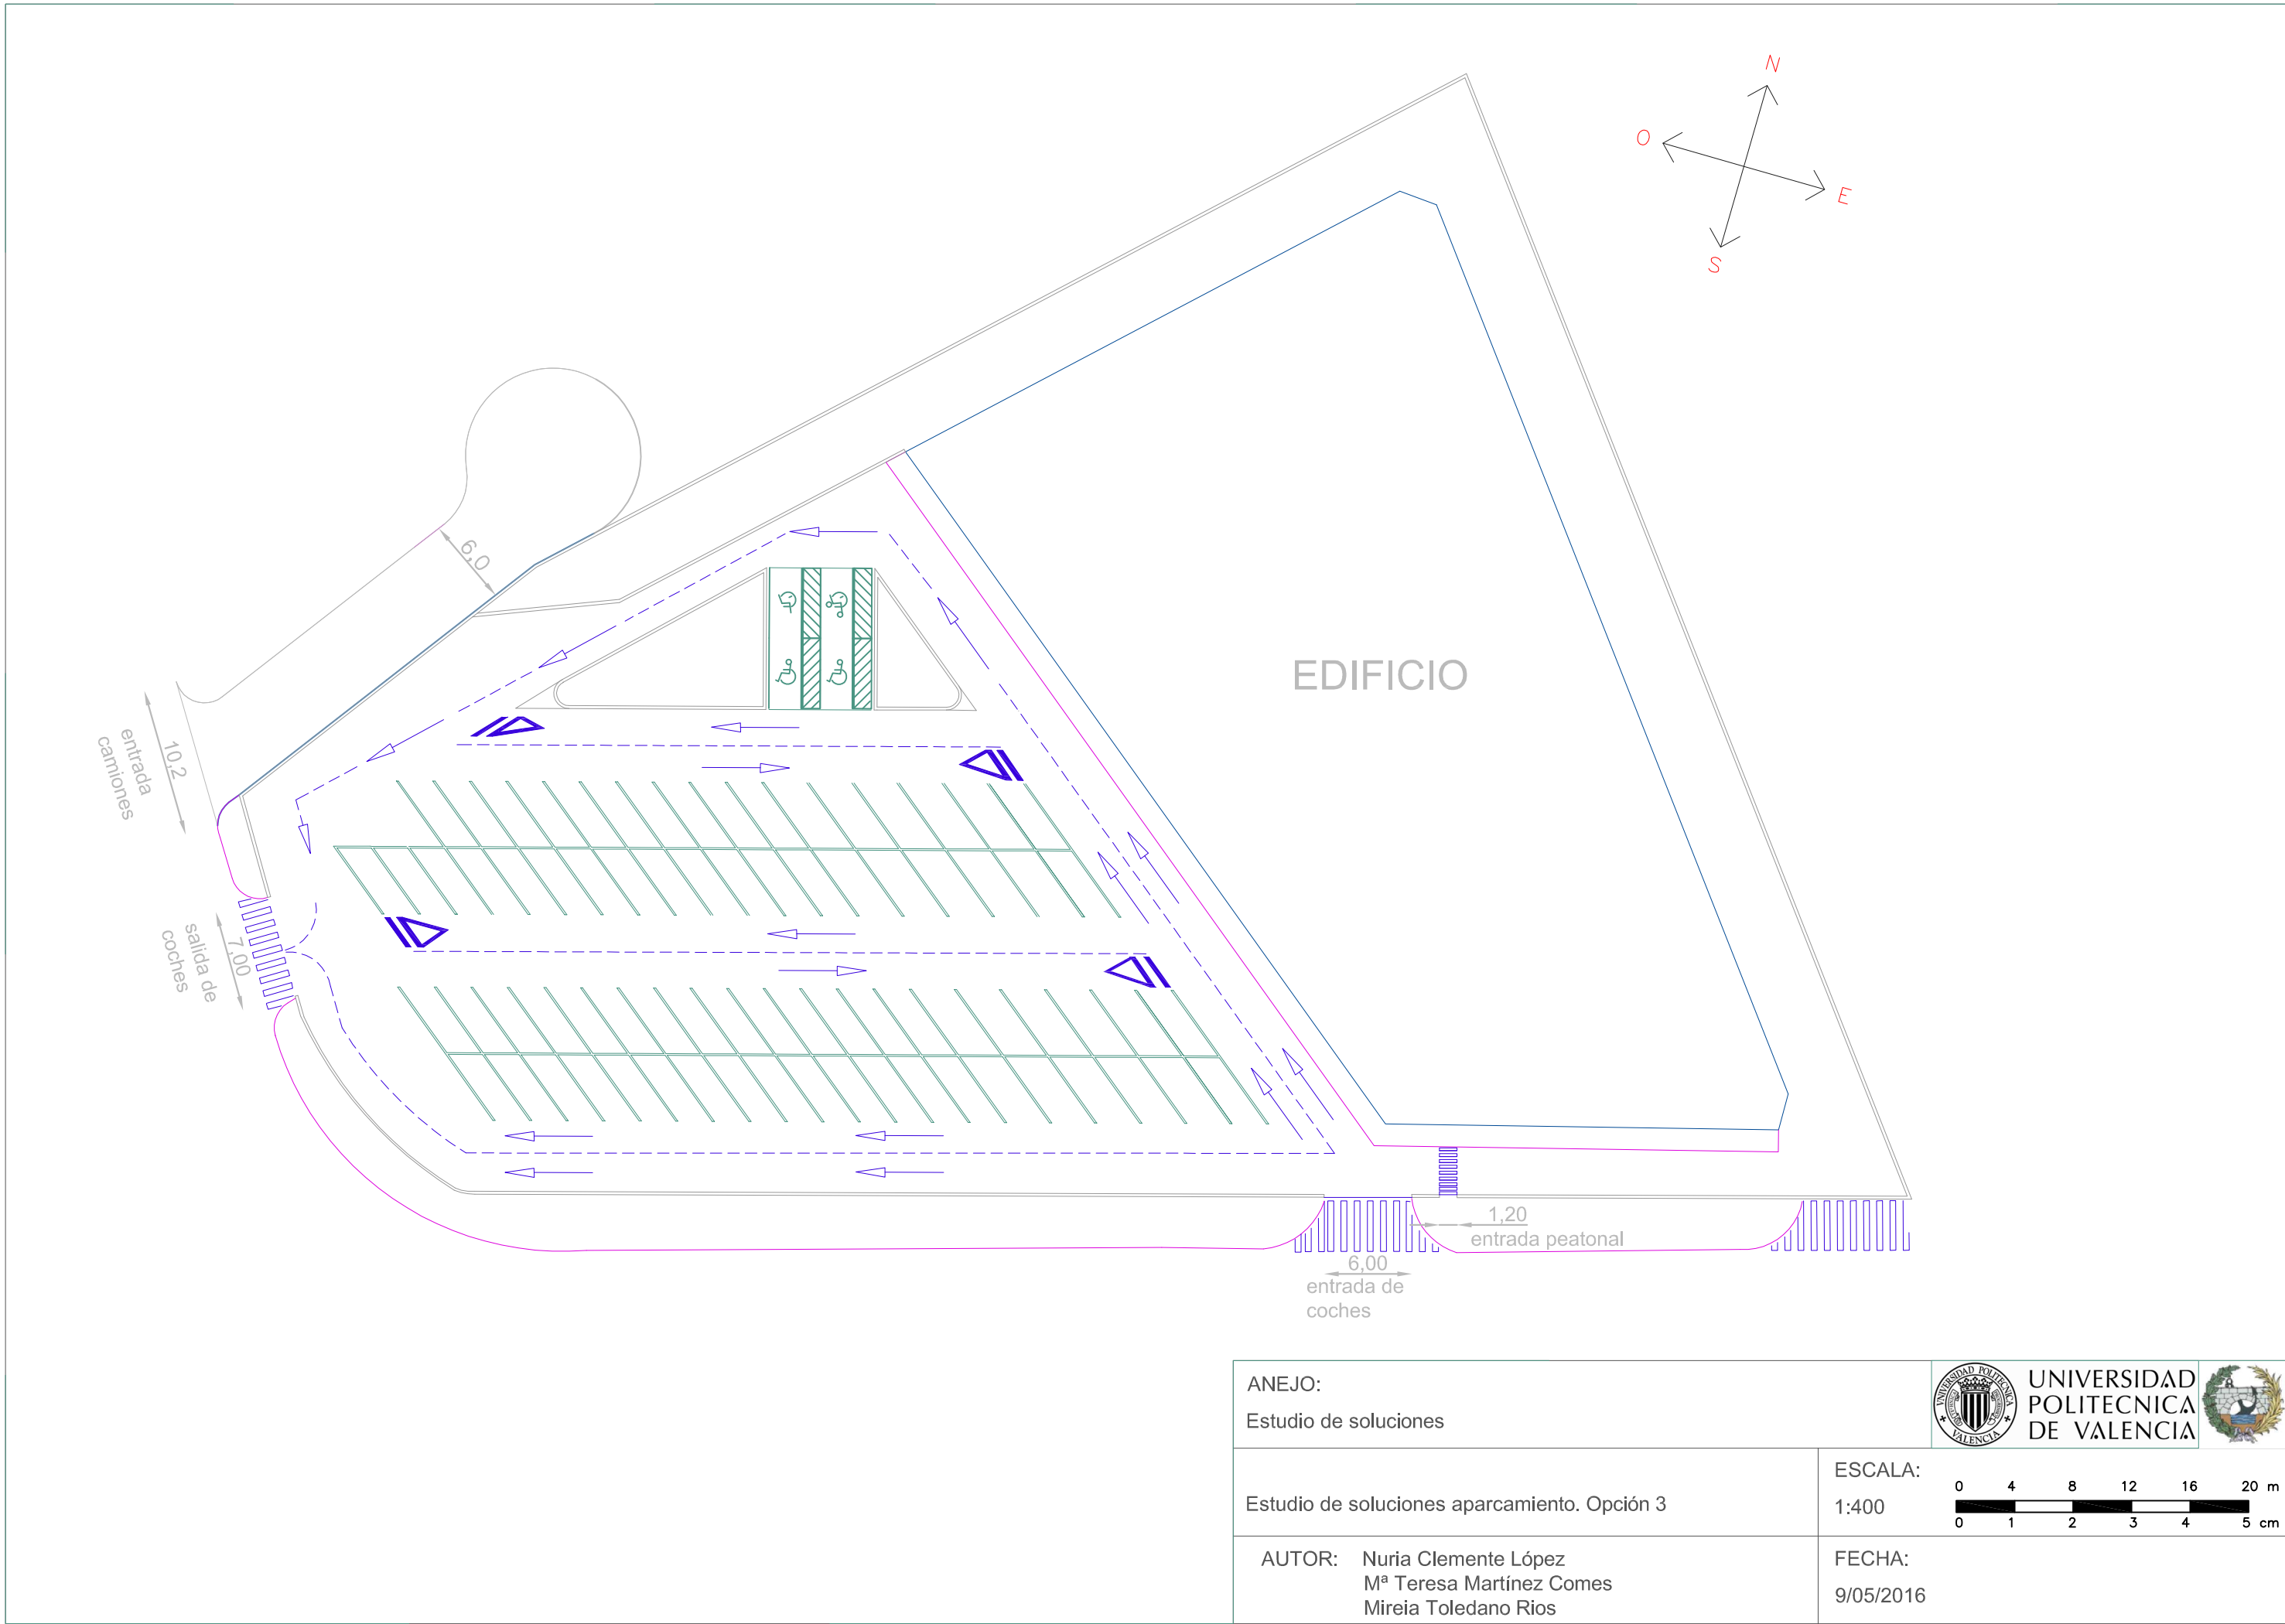 N
O
E
S
6,0
EDIFICIO
10,2
entrada
camiones
7,00
salida de
coches
1,20
entrada peatonal
6,00
entrada de
coches
ANEJO:
Estudio de soluciones
UNIVERSIDAD POLITECNICA
VALENCIA
UNIVERSIDAD
POLITECNICA
DE VALENCIA
Estudio de soluciones aparcamiento. Opción 3
ESCALA:
1:400
0 4 8 12 16 20 m
0 1 2 3 4 5 cm
AUTOR: Nuria Clemente López
Mª Teresa Martínez Comes
Mireia Toledano Rios
FECHA:
9/05/2016